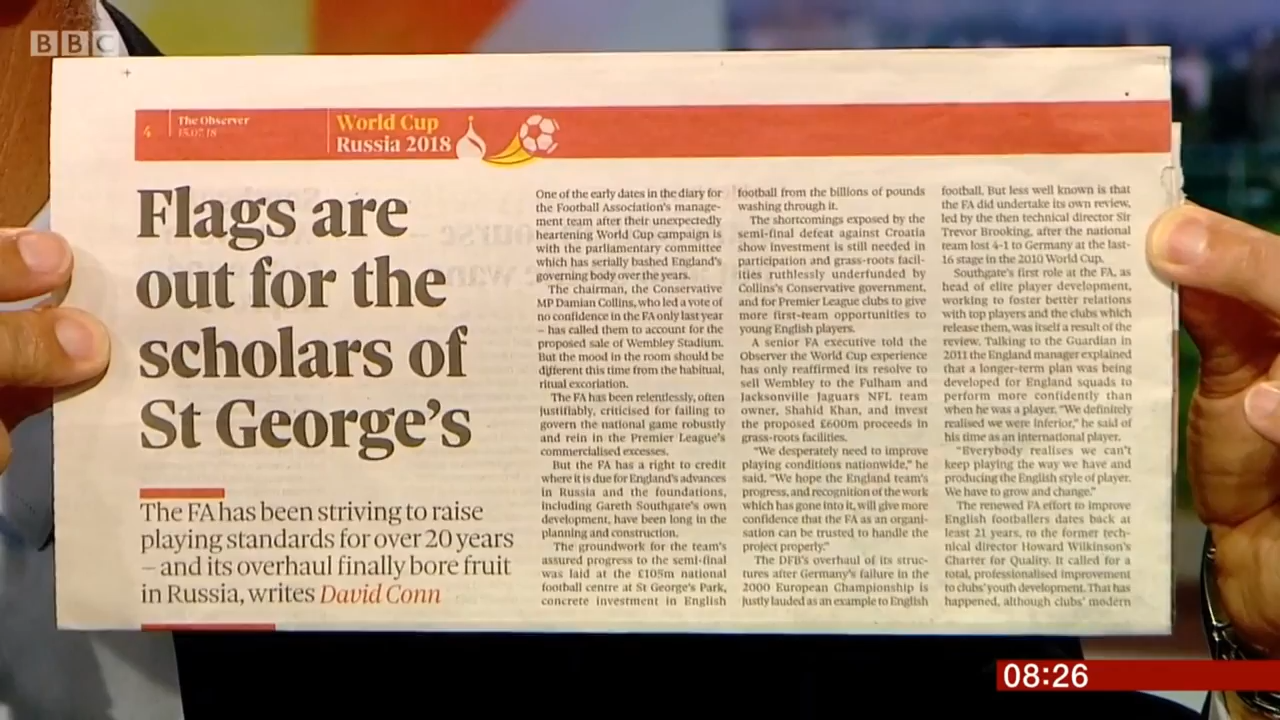 BBC
4
The Observer
15.07.18
World Cup
Russia 2018
Flags are
out for the
scholars of
St George's
The FA has been striving to raise
playing standards for over 20 years
– and its overhaul finally bore fruit
in Russia, writes David Conn
One of the early dates in the diary for
the Football Association's manage-
ment team after their unexpectedly
heartening World Cup campaign is
with the parliamentary committee
which has serially bashed England's
governing body over the years.
The chairman, the Conservative
MP Damian Collins, who led a vote of
no confidence in the FA only last year
– has called them to account for the
proposed sale of Wembley Stadium.
But the mood in the room should be
different this time from the habitual,
ritual excoriation.
The FA has been relentlessly, often
justifiably, criticised for failing to
govern the national game robustly
and rein in the Premier League's
commercialised excesses.
But the FA has a right to credit
where it is due for England's advances
in Russia and the foundations,
including Gareth Southgate's own
development, have been long in the
planning and construction.
The groundwork for the team's
assured progress to the semi-final
was laid at the £105m national
football centre at St George's Park,
concrete investment in English
football from the billions of pounds
washing through it.
The shortcomings exposed by the
semi-final defeat against Croatia
show investment is still needed in
participation and grass-roots facil-
ities ruthlessly underfunded by
Collins's Conservative government,
and for Premier League clubs to give
more first-team opportunities to
young English players.
A senior FA executive told the
Observer the World Cup experience
has only reaffirmed its resolve to
sell Wembley to the Fulham and
Jacksonville Jaguars NFL team
owner, Shahid Khan, and invest
the proposed £600m proceeds in
grass-roots facilities.
"We desperately need to improve
playing conditions nationwide," he
said. "We hope the England team's
progress, and recognition of the work
which has gone into it, will give more
confidence that the FA as an organi-
sation can be trusted to handle the
project properly."
The DFB's overhaul of its struc-
tures after Germany's failure in the
2000 European Championship is
justly lauded as an example to English
football. But less well known is that
the FA did undertake its own review,
led by the then technical director Sir
Trevor Brooking, after the national
team lost 4-1 to Germany at the last-
16 stage in the 2010 World Cup.
Southgate's first role at the FA, as
head of elite player development,
working to foster better relations
with top players and the clubs which
release them, was itself a result of the
review. Talking to the Guardian in
2011 the England manager explained
that a longer-term plan was being
developed for England squads to
perform more confidently than
when he was a player. "We definitely
realised we were inferior," he said of
his time as an international player.
"Everybody realises we can't
keep playing the way we have and
producing the English style of player.
We have to grow and change."
The renewed FA effort to improve
English footballers dates back at
least 21 years, to the former tech-
nical director Howard Wilkinson's
Charter for Quality. It called for a
total, professionalised improvement
to clubs' youth development. That has
happened, although clubs' modern
08:26